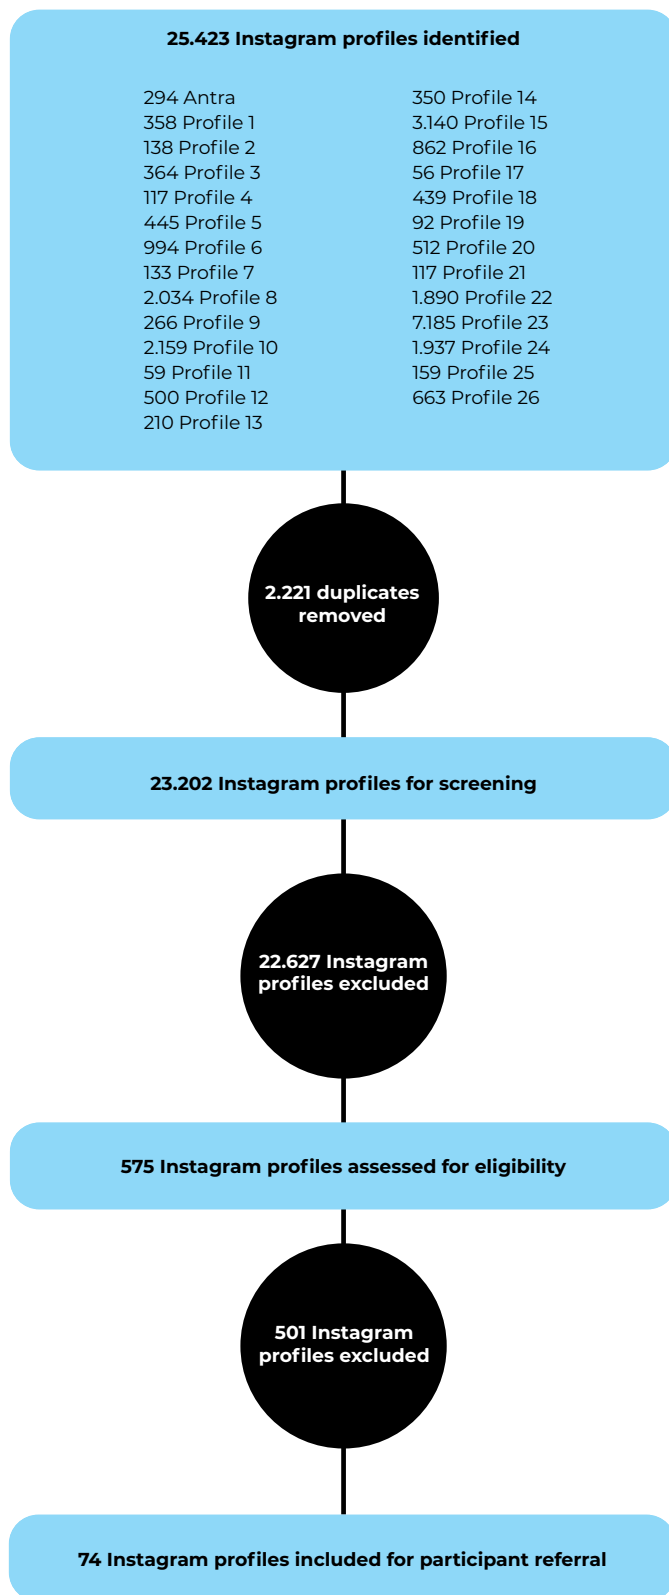 25.423 Instagram profiles identified
294 Antra
358 Profile 1
138 Profile 2
364 Profile 3
117 Profile 4
445 Profile 5
994 Profile 6
133 Profile 7
2.034 Profile 8
266 Profile 9
2.159 Profile 10
59 Profile 11
500 Profile 12
210 Profile 13
350 Profile 14
3.140 Profile 15
862 Profile 16
56 Profile 17
439 Profile 18
92 Profile 19
512 Profile 20
117 Profile 21
1.890 Profile 22
7.185 Profile 23
1.937 Profile 24
159 Profile 25
663 Profile 26
2.221 duplicates
removed
23.202 Instagram profiles for screening
22.627 Instagram
profiles excluded
575 Instagram profiles assessed for eligibility
501 Instagram
profiles excluded
74 Instagram profiles included for participant referral